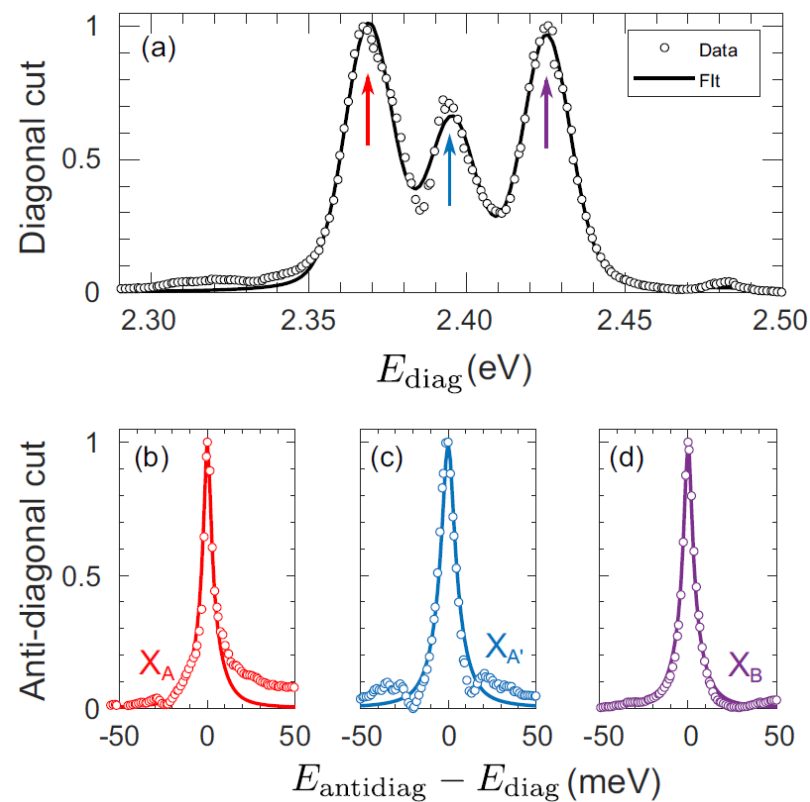 (a)
Data
FIt
Diagonal cut
1
0.5
0
2.30
2.35
2.40
2.45
2.50
E_diag (eV)
(b)
(c)
(d)
Anti-diagonal cut
1
0.5
0
X_A
X_A'
X_B
-50
0
50
-50
0
50
-50
0
50
E_antidiag − E_diag (meV)